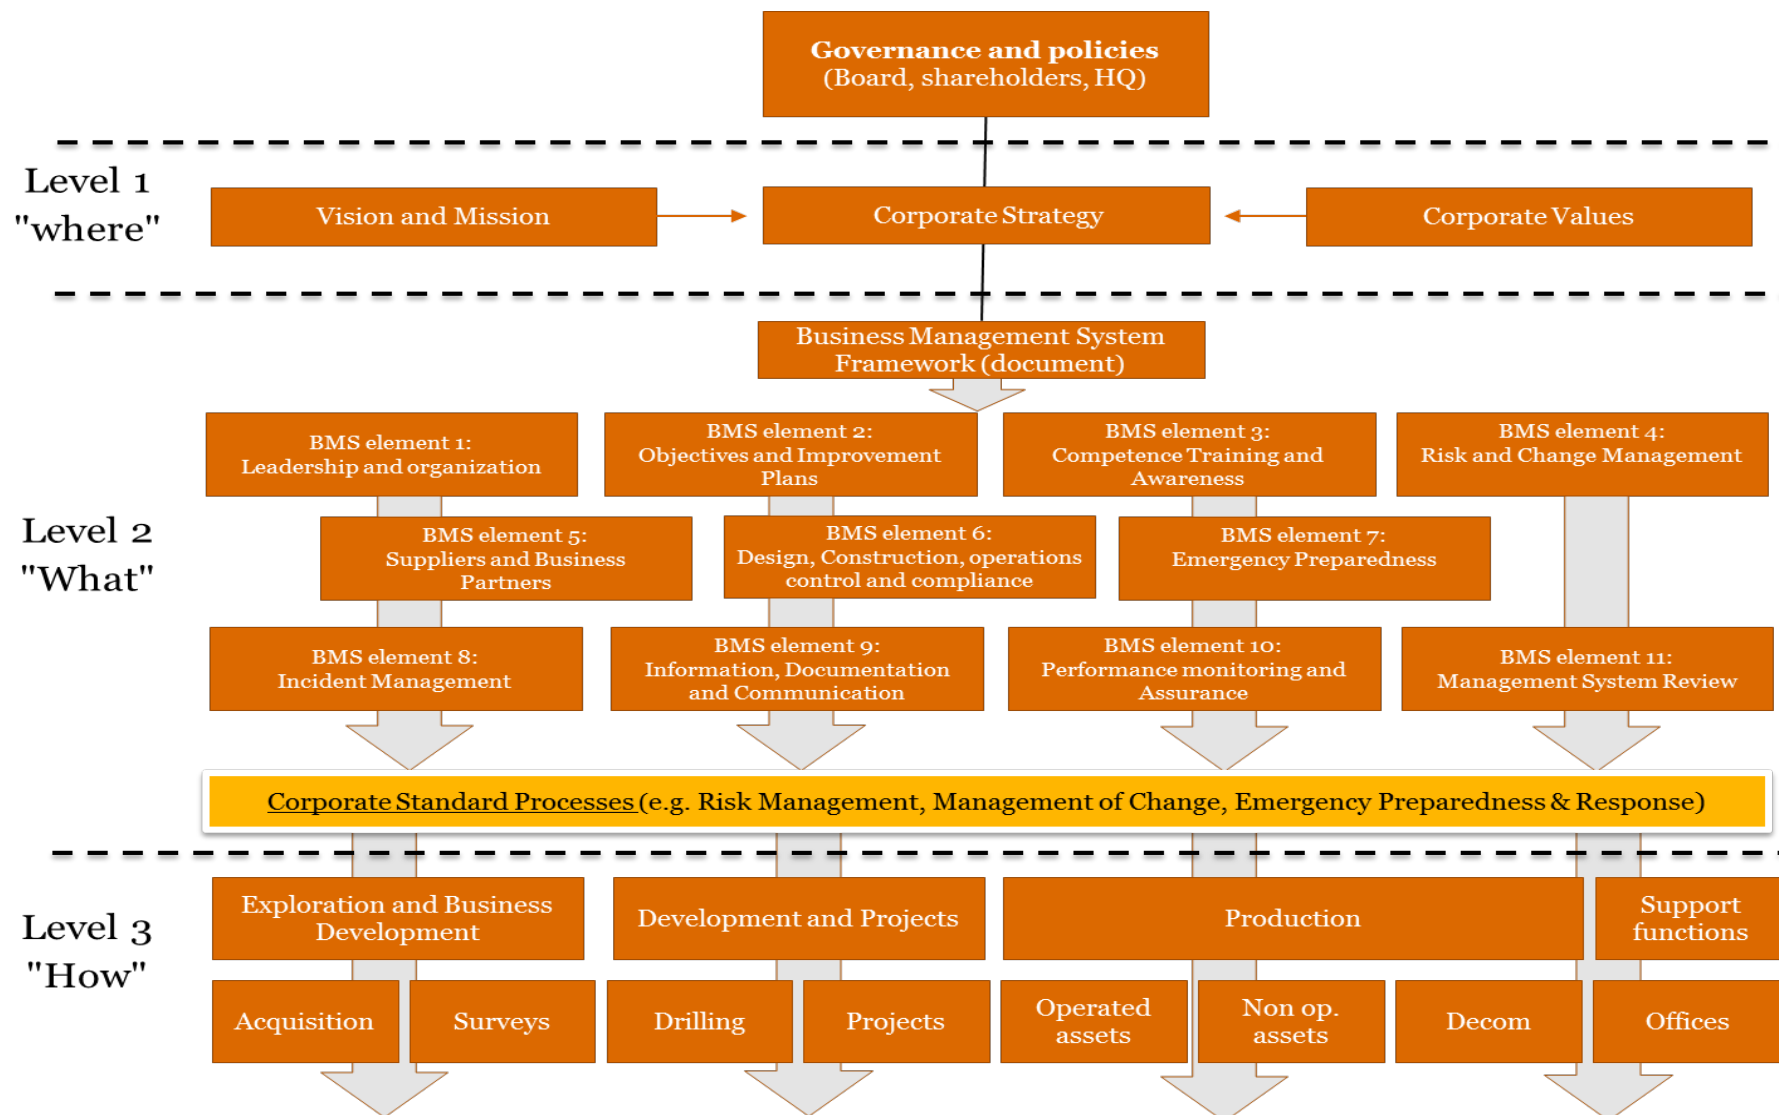 Governance and policies
(Board, shareholders, HQ)
Level 1
"where"
Vision and Mission
Corporate Strategy
Corporate Values
Business Management System
Framework (document)
Level 2
"What"
BMS element 1:
Leadership and organization
BMS element 2:
Objectives and Improvement
Plans
BMS element 3:
Competence Training and
Awareness
BMS element 4:
Risk and Change Management
BMS element 5:
Suppliers and Business
Partners
BMS element 6:
Design, Construction, operations
control and compliance
BMS element 7:
Emergency Preparedness
BMS element 8:
Incident Management
BMS element 9:
Information, Documentation
and Communication
BMS element 10:
Performance monitoring and
Assurance
BMS element 11:
Management System Review
Corporate Standard Processes (e.g. Risk Management, Management of Change, Emergency Preparedness & Response)
Level 3
"How"
Exploration and Business
Development
Development and Projects
Production
Support
functions
Acquisition
Surveys
Drilling
Projects
Operated
assets
Non op.
assets
Decom
Offices